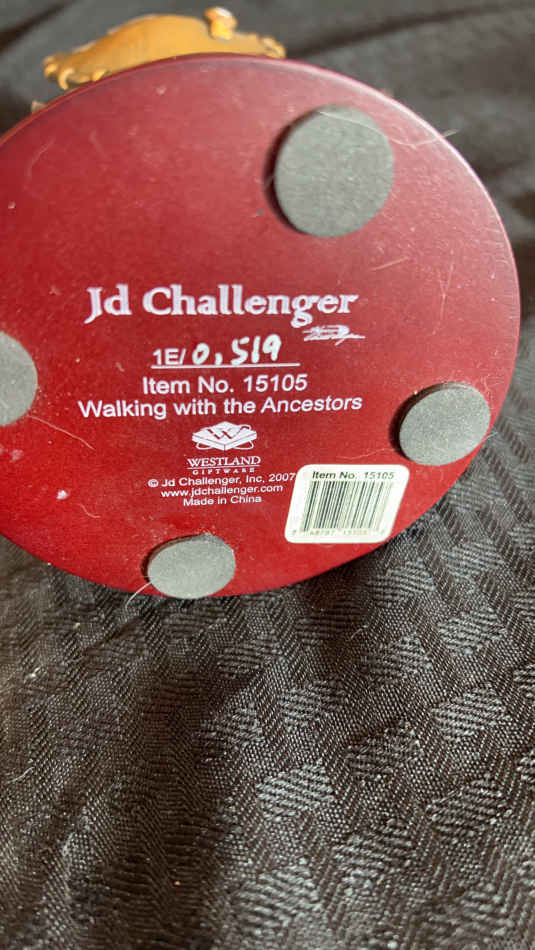 Jd Challenger
1E/0,519
Item No. 15105
Walking with the Ancestors
WESTLAND
GIFTWARE
© Jd Challenger, Inc, 2007
www.jdchallenger.com
Made in China
Item No. 15105